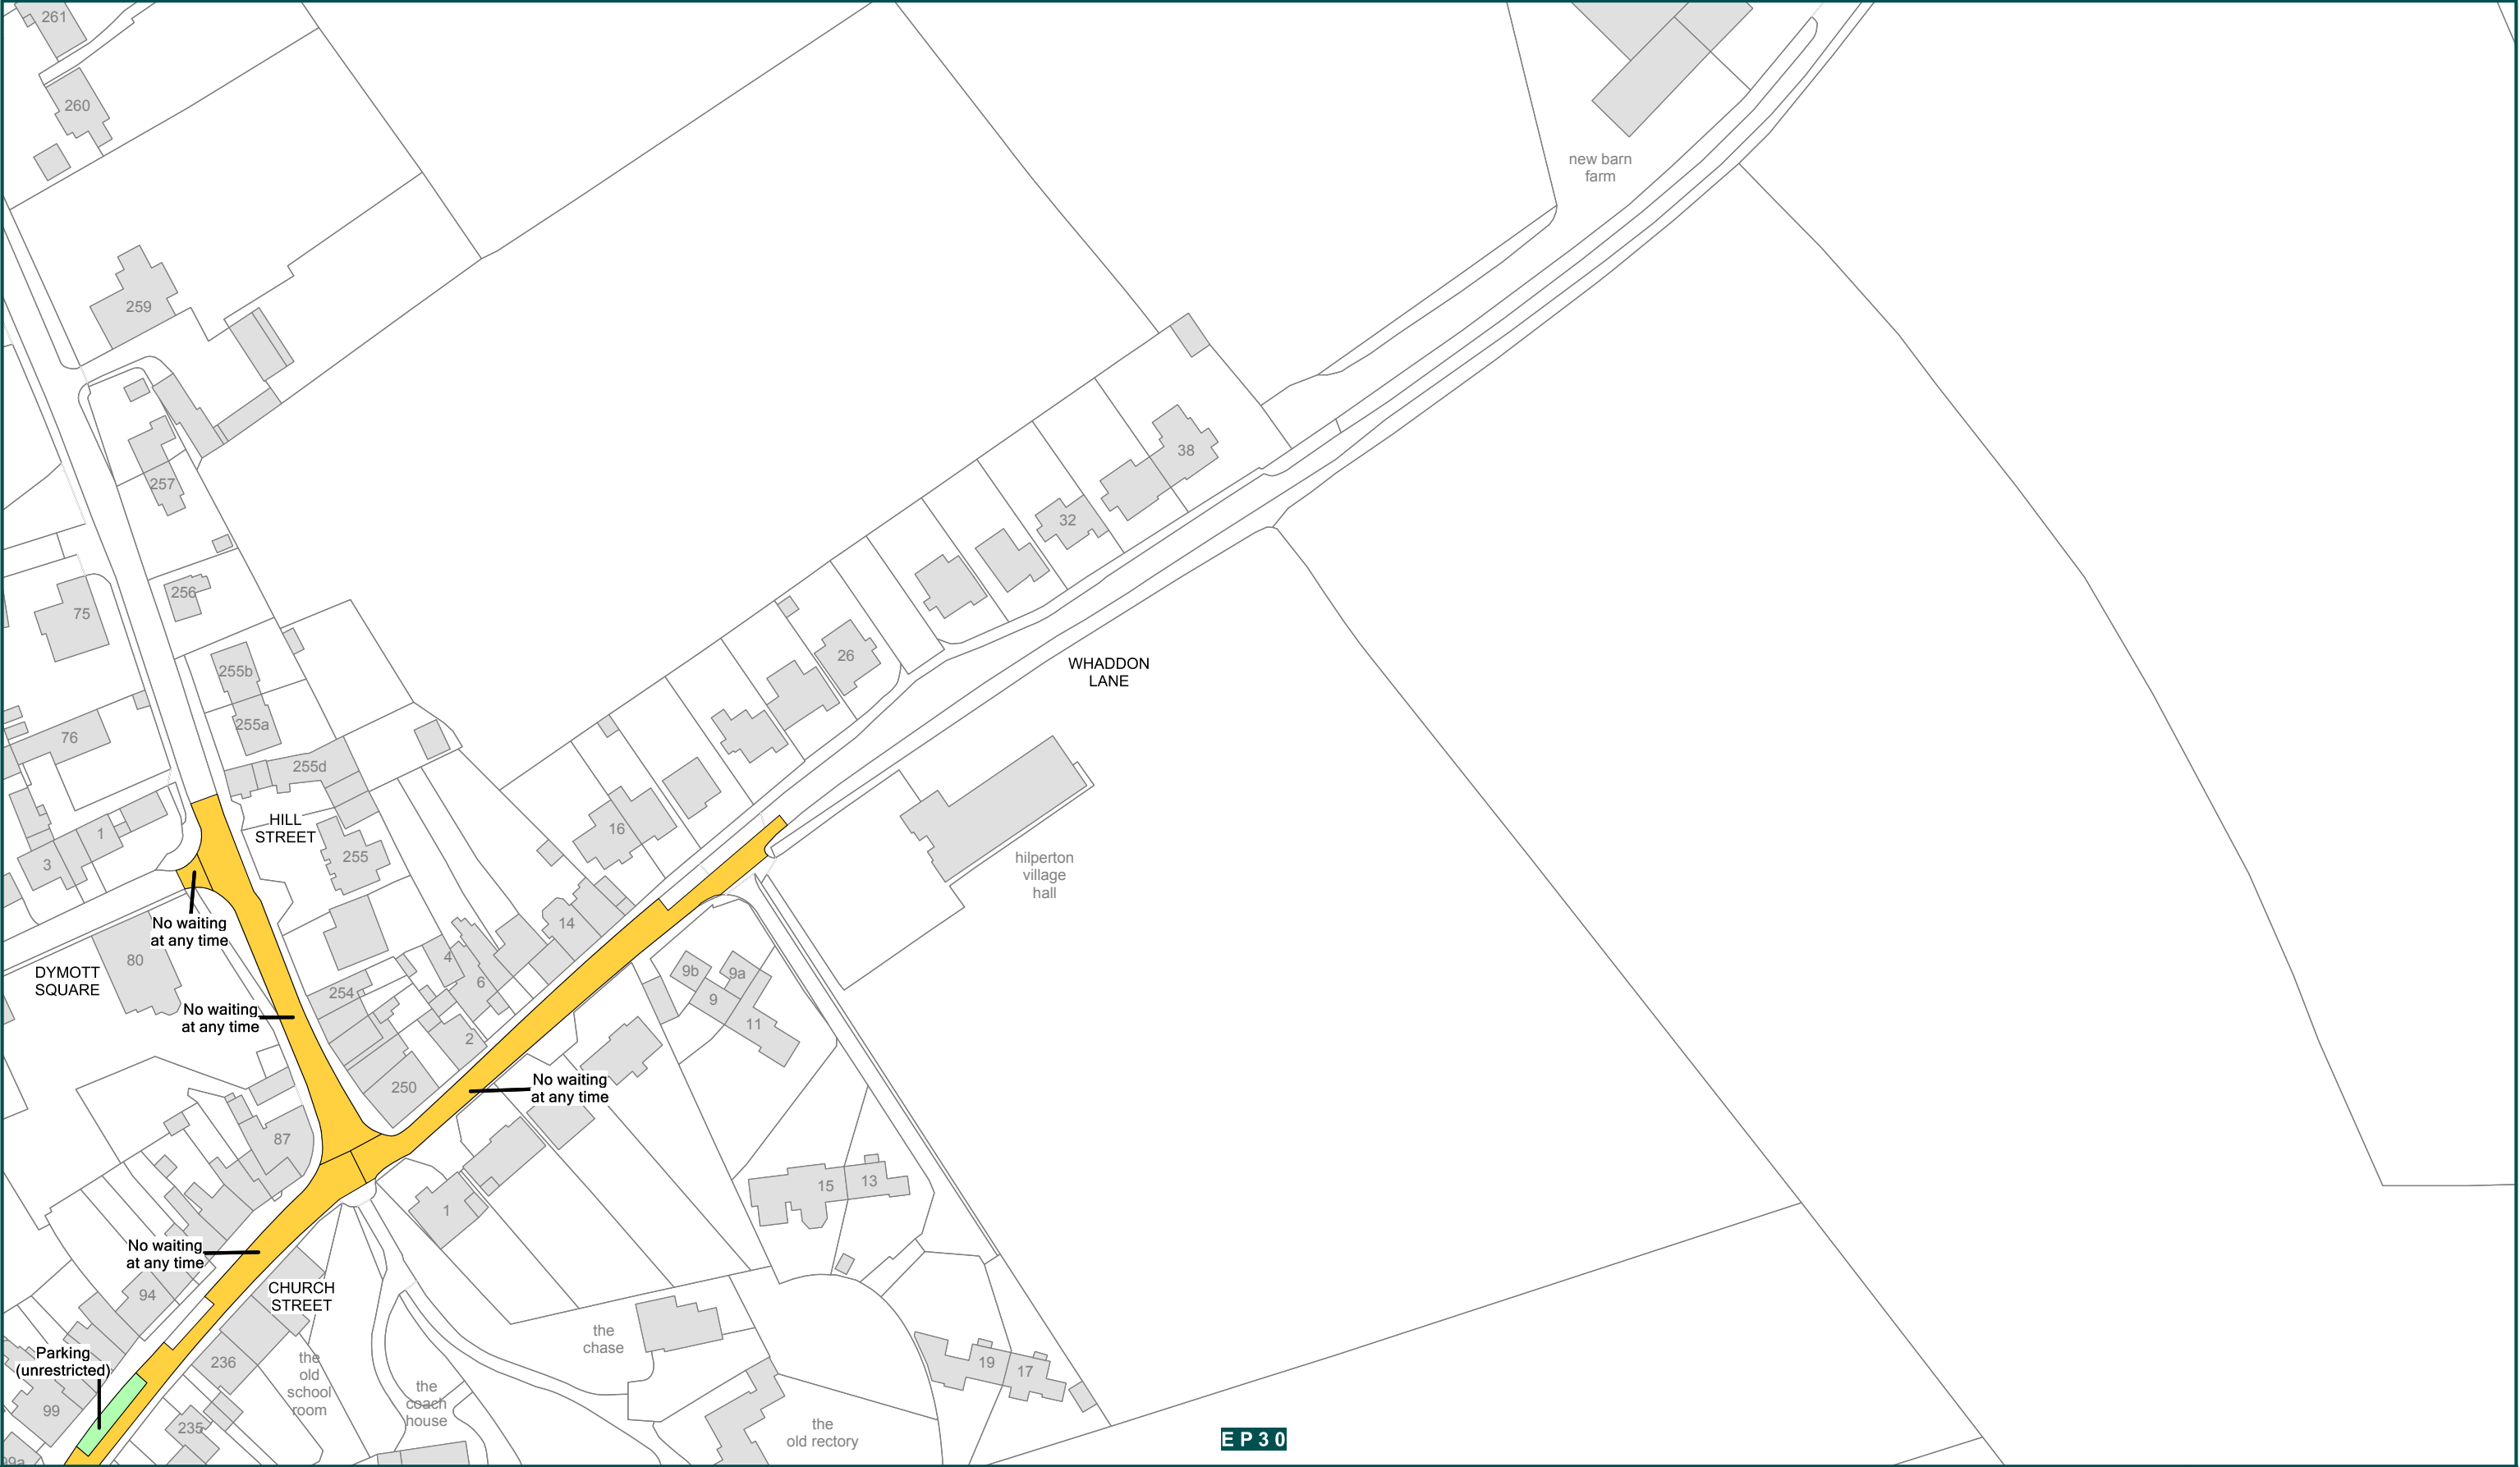 261
260
new barn
farm
259
38
257
32
256
75
26
255b
WHADDON
LANE
255a
76
255d
HILL
STREET
16
1
3
255
hilperton
village
hall
14
No waiting
at any time
4
80
DYMOTT
SQUARE
9b
9a
6
254
9
No waiting
at any time
11
2
250
No waiting
at any time
87
15
13
1
No waiting
at any time
94
CHURCH
STREET
the
chase
Parking
(unrestricted)
236
the
old
school
room
19
17
the
coach
house
99
235
the
old rectory
EP30
99a